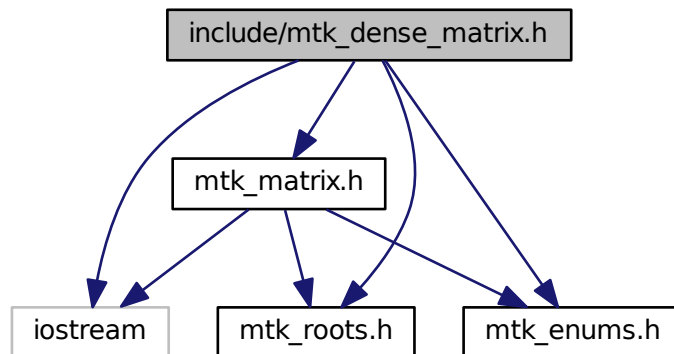 include/mtk_dense_matrix.h
mtk_matrix.h
iostream
mtk_roots.h
mtk_enums.h